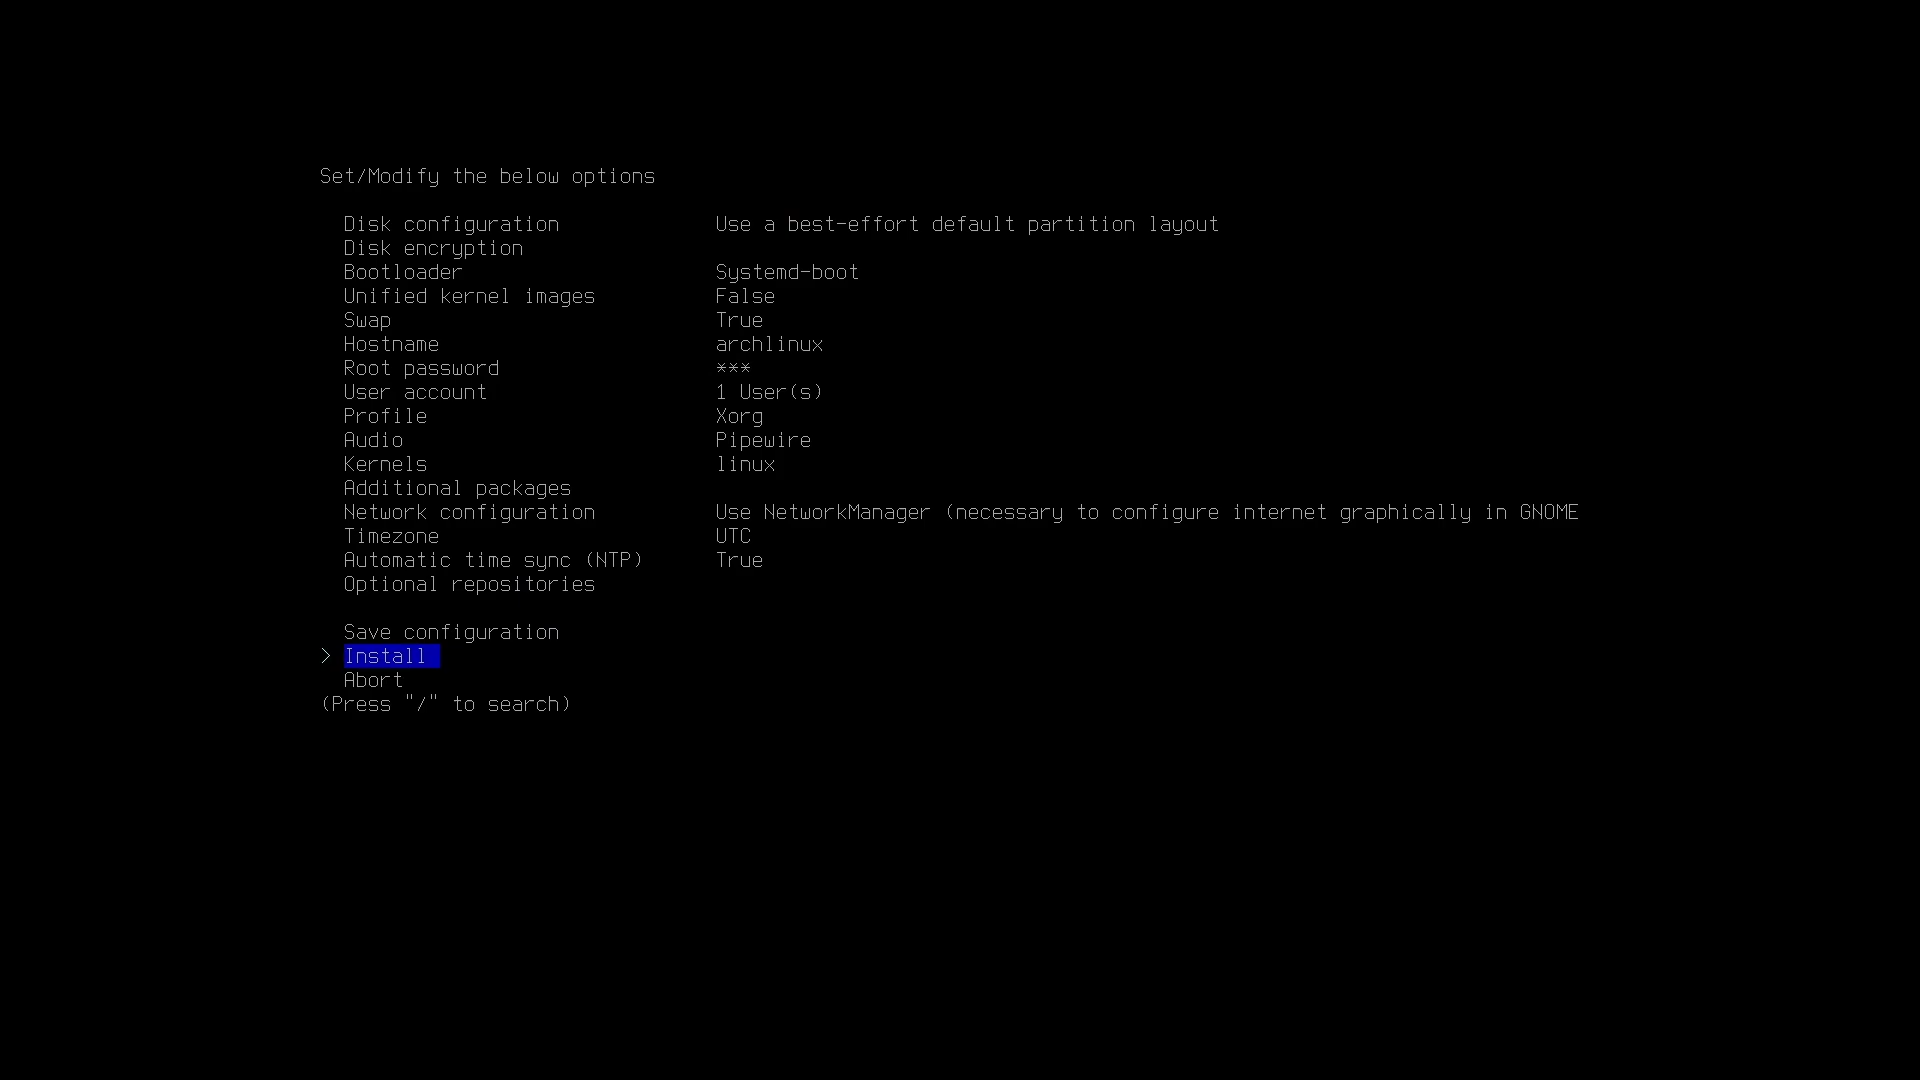 Set/Modify the below options
Disk configuration Use a best-effort default partition layout
Disk encryption
Bootloader Systemd-boot
Unified kernel images False
Swap True
Hostname archlinux
Root password ***
User account 1 User(s)
Profile Xorg
Audio Pipewire
Kernels linux
Additional packages
Network configuration Use NetworkManager (necessary to configure internet graphically in GNOME
Timezone UTC
Automatic time sync (NTP) True
Optional repositories
Save configuration
> Install
Abort
(Press "/" to search)